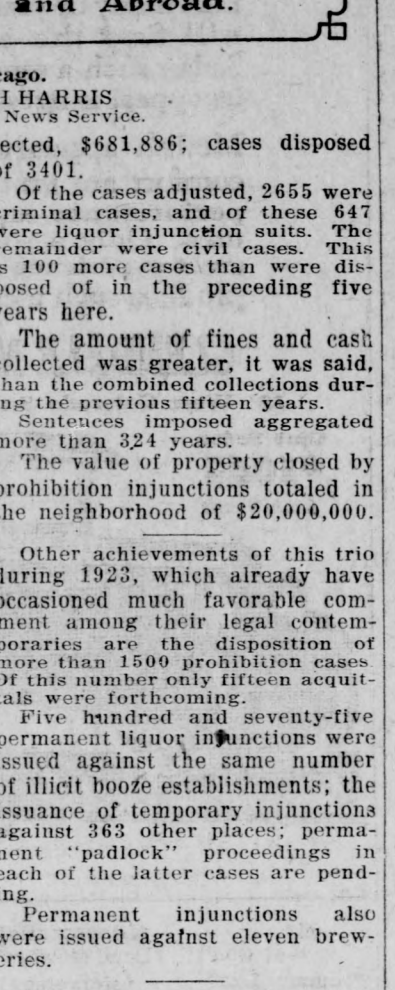 and Abroad.
ago.
H HARRIS
News Service.
ected, $681,886; cases disposed
of 3401.
Of the cases adjusted, 2655 were
riminal cases, and of these 647
were liquor injunction suits. The
emainder were civil cases. This
s 100 more cases than were dis-
posed of in the preceding five
ears here.
The amount of fines and cash
ollected was greater, it was said,
han the combined collections dur-
ng the previous fifteen years.
Sentences imposed aggregated
more than 324 years.
The value of property closed by
prohibition injunctions totaled in
the neighborhood of $20,000,000.
Other achievements of this trio
during 1923, which already have
occasioned much favorable com-
ment among their legal contem-
poraries are the disposition of
more than 1500 prohibition cases
Of this number only fifteen acquit-
als were forthcoming.
Five hundred and seventy-five
permanent liquor injunctions were
issued against the same number
of illicit booze establishments; the
issuance of temporary injunctions
against 363 other places; perma-
nent "padlock" proceedings in
each of the latter cases are pend-
ng.
Permanent injunctions also
were issued against eleven brew-
eries.